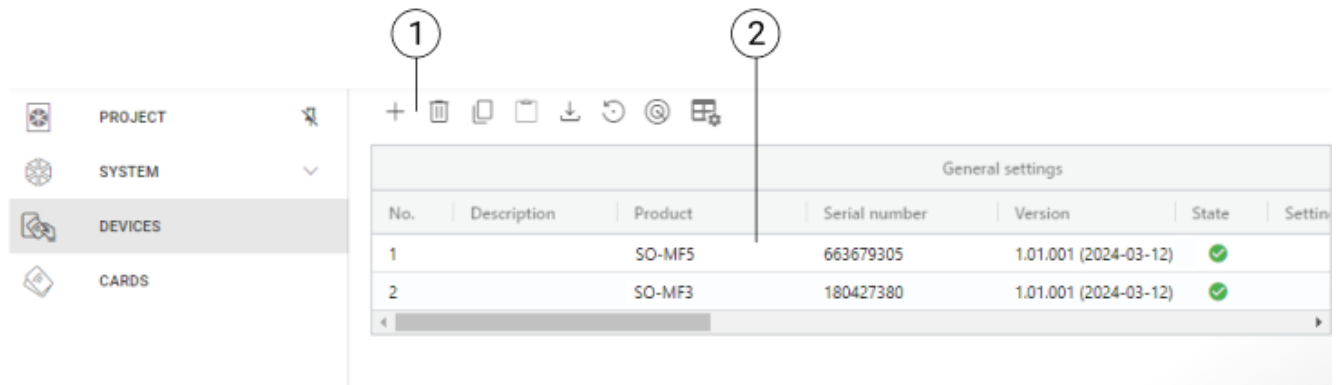 1 2
PROJECT
SYSTEM
DEVICES
CARDS
General settings
No. Description Product Serial number Version State Settin
1 SO-MF5 663679305 1.01.001 (2024-03-12)
2 SO-MF3 180427380 1.01.001 (2024-03-12)